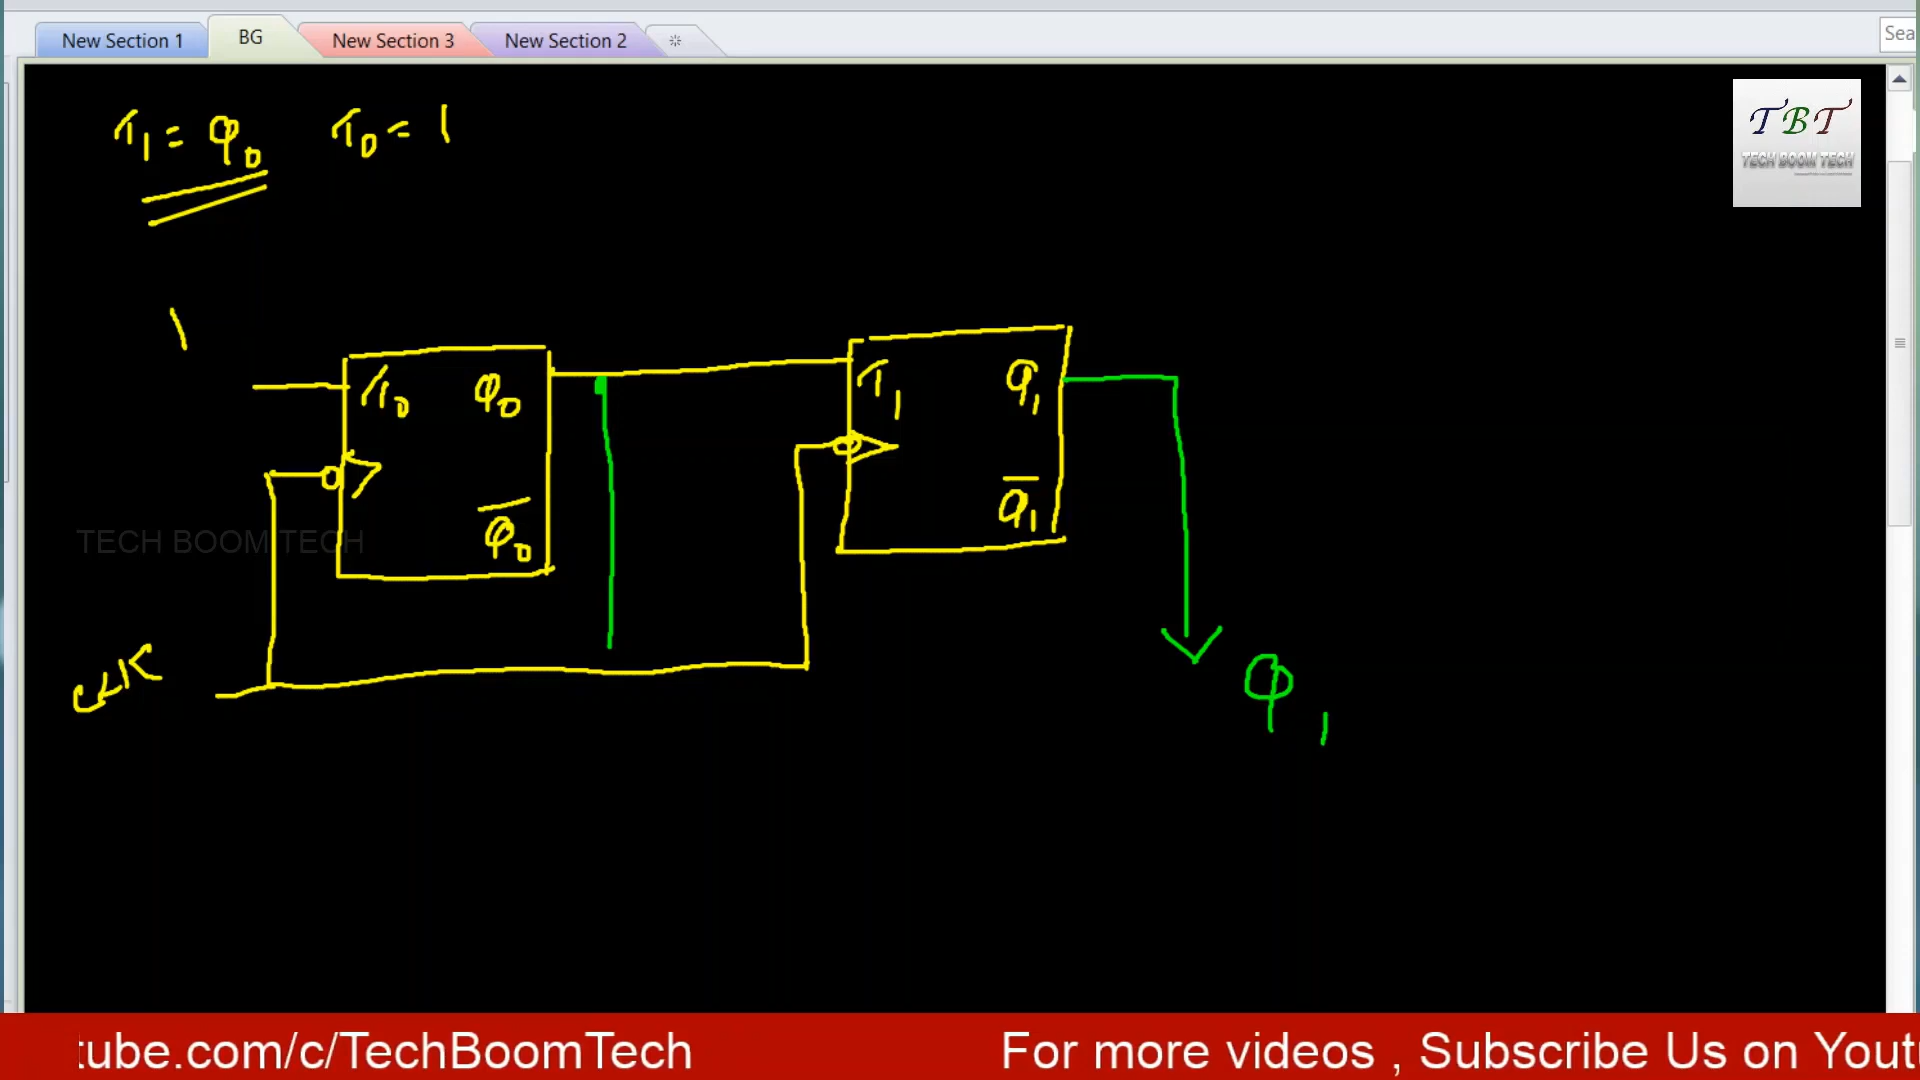 New Section 1 BG New Section 3 New Section 2
Sea
T₁ = Q₀ T₀ = 1
TBT
TECH BOOM TECH
1
T₀ Q₀
T₁ Q₁
Q̅₀
Q̅₁
TECH BOOM TECH
CLK
Q₁
tube.com/c/TechBoomTech For more videos , Subscribe Us on Yout